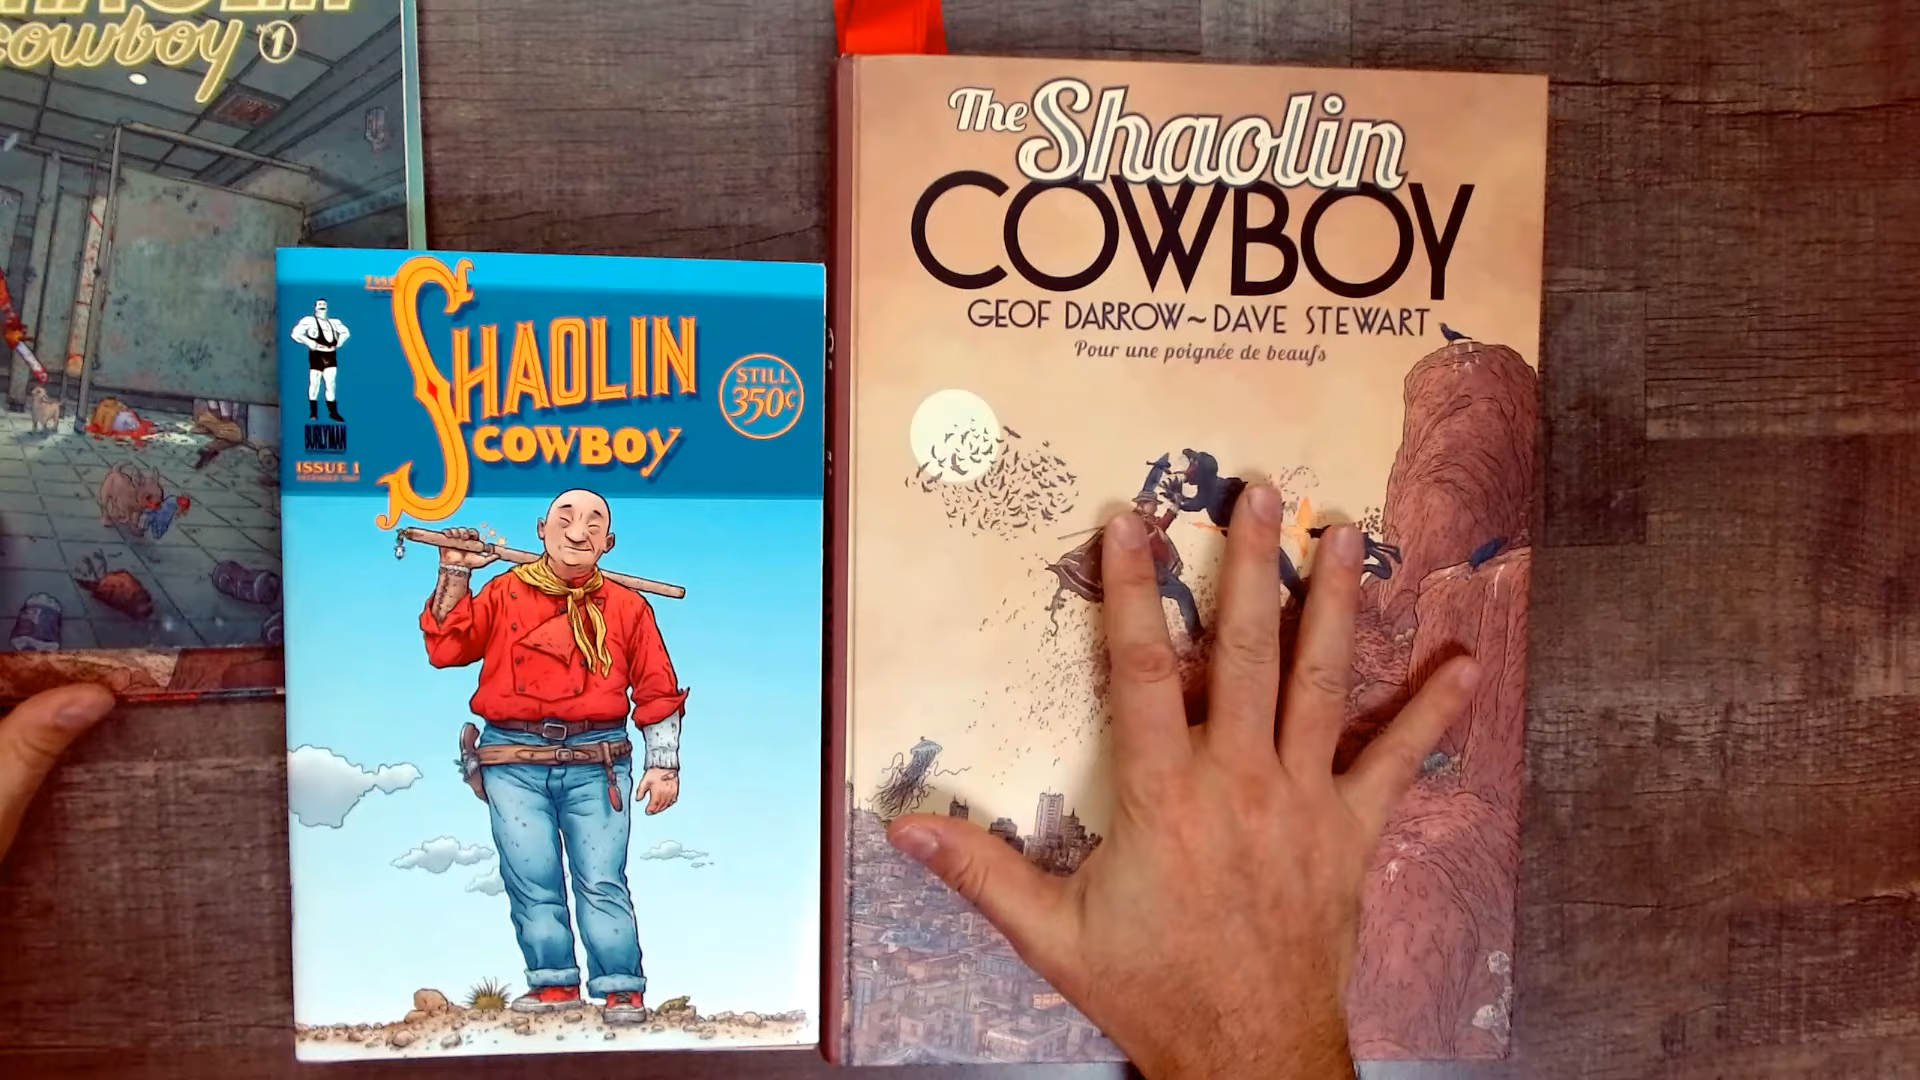 cowboy
1
THE
SHAOLIN
COWBOY
STILL
350¢
BURLYMAN
ISSUE 1
The Shaolin
COWBOY
GEOF DARROW~DAVE STEWART
Pour une poignée de beaufs